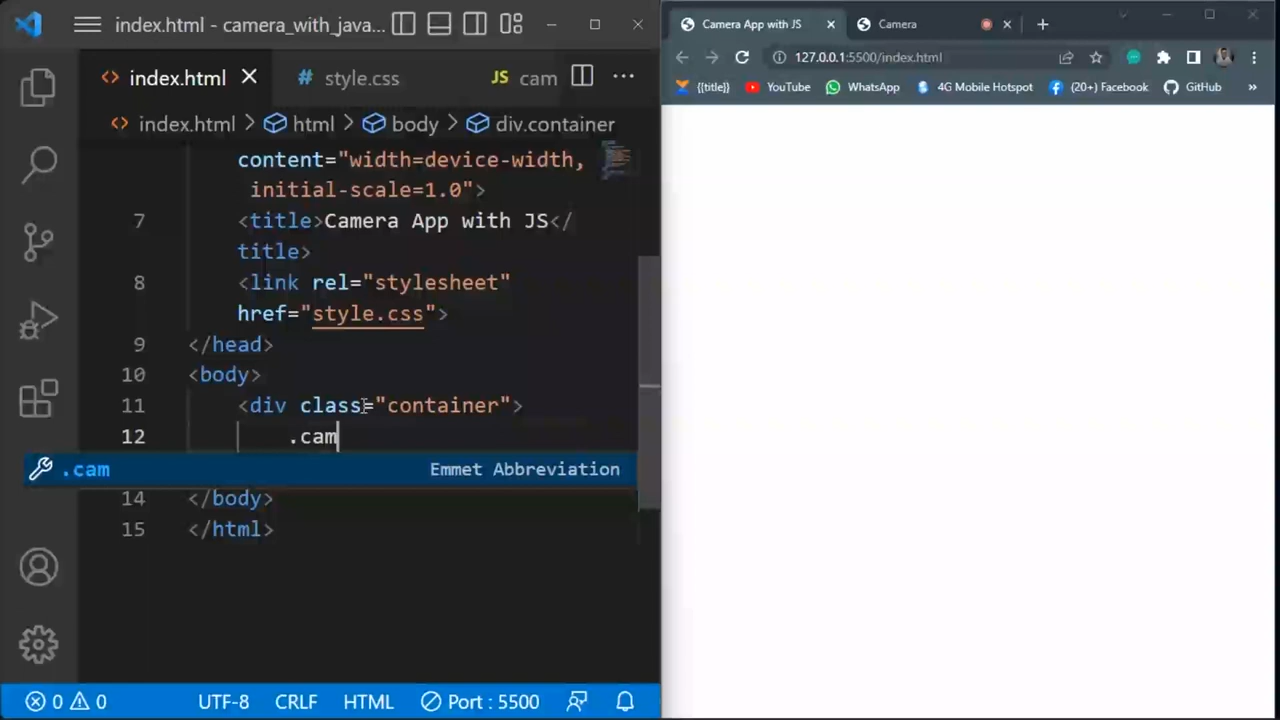 index.html - camera_with_java...
index.html
# style.css
JS cam
index.html > html > body > div.container
content="width=device-width,
initial-scale=1.0">
7 <title>Camera App with JS</
title>
8 <link rel="stylesheet"
href="style.css">
9 </head>
10 <body>
11 <div class="container">
12 .cam
.cam Emmet Abbreviation
14 </body>
15 </html>
0 0 UTF-8 CRLF HTML Port : 5500
Camera App with JS
Camera
127.0.0.1:5500/index.html
{{title}} YouTube WhatsApp 4G Mobile Hotspot (20+) Facebook GitHub »